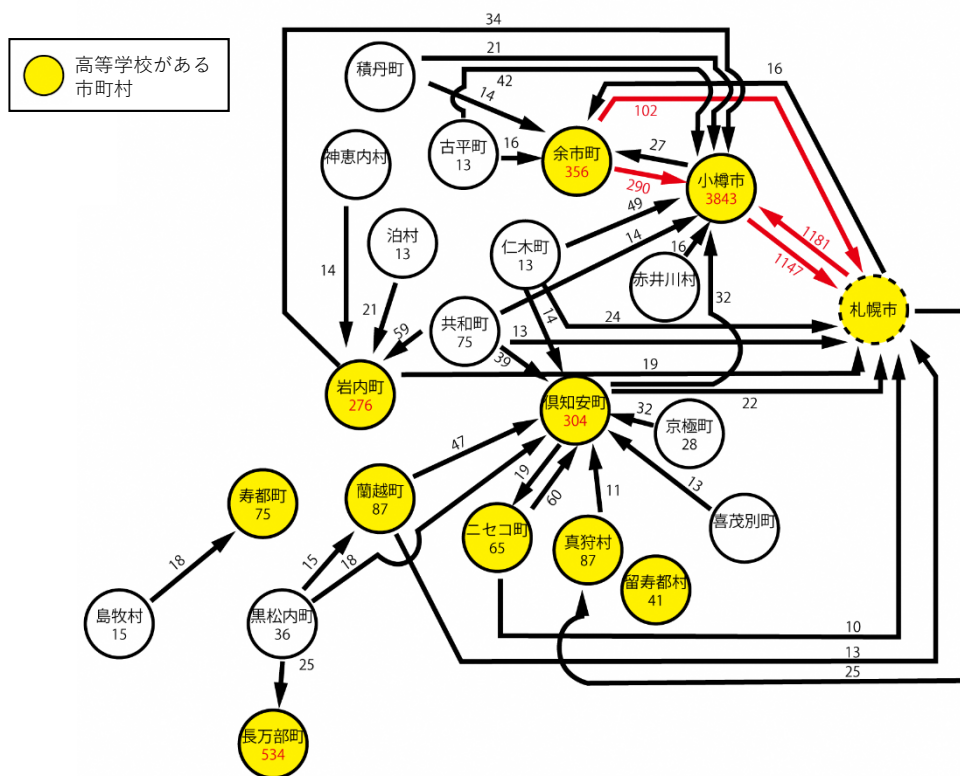 高等学校がある
市町村
34
21
積丹町
42
14
16
102
古平町
13
16
余市町
356
27
290
小樽市
3843
神恵内村
49
14
泊村
13
仁木町
13
16
赤井川村
1181
1147
14
21
59
共和町
75
14
32
札幌市
24
13
39
19
岩内町
276
倶知安町
304
22
32
京極町
28
47
寿都町
75
蘭越町
87
19
60
11
13
ニセコ町
65
真狩村
87
喜茂別町
留寿都村
41
18
15
18
島牧村
15
黒松内町
36
10
13
25
25
長万部町
534